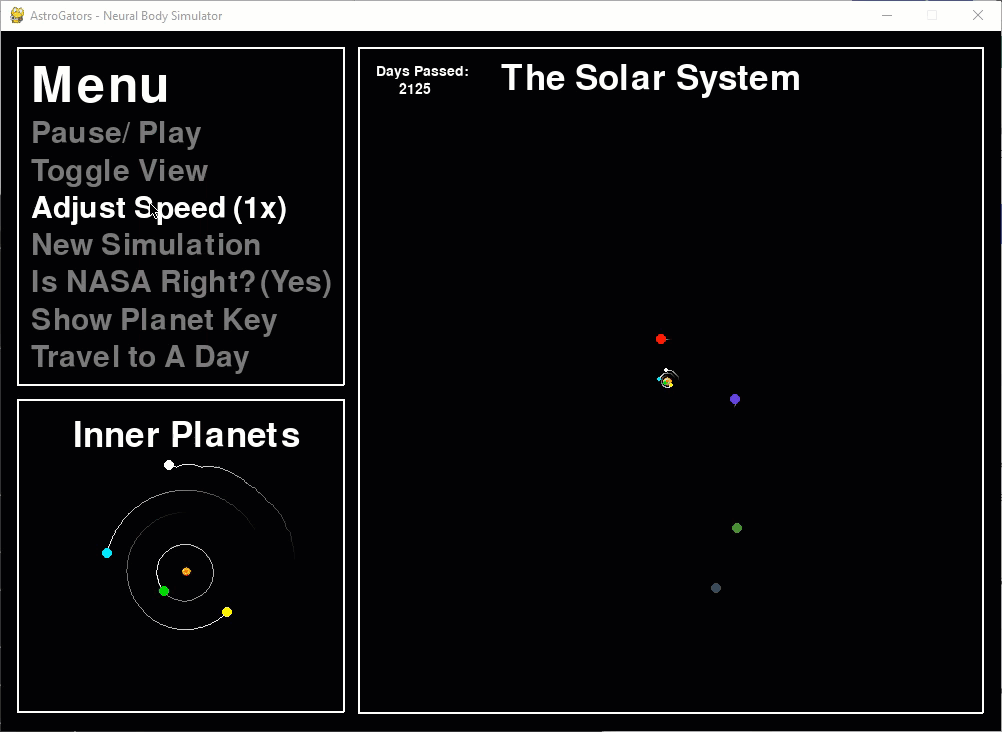 AstroGators - Neural Body Simulator
Menu
Pause/ Play
Toggle View
Adjust Speed (1x)
New Simulation
Is NASA Right? (Yes)
Show Planet Key
Travel to A Day
Inner Planets
Days Passed:
2125
The Solar System